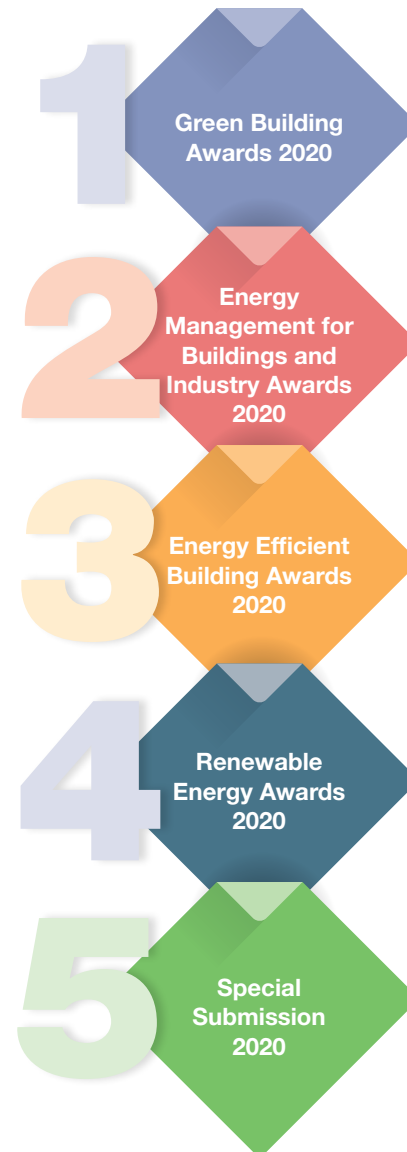 1
Green Building
Awards 2020
2
Energy
Management for
Buildings and
Industry Awards
2020
3
Energy Efficient
Building Awards
2020
4
Renewable
Energy Awards
2020
5
Special
Submission
2020